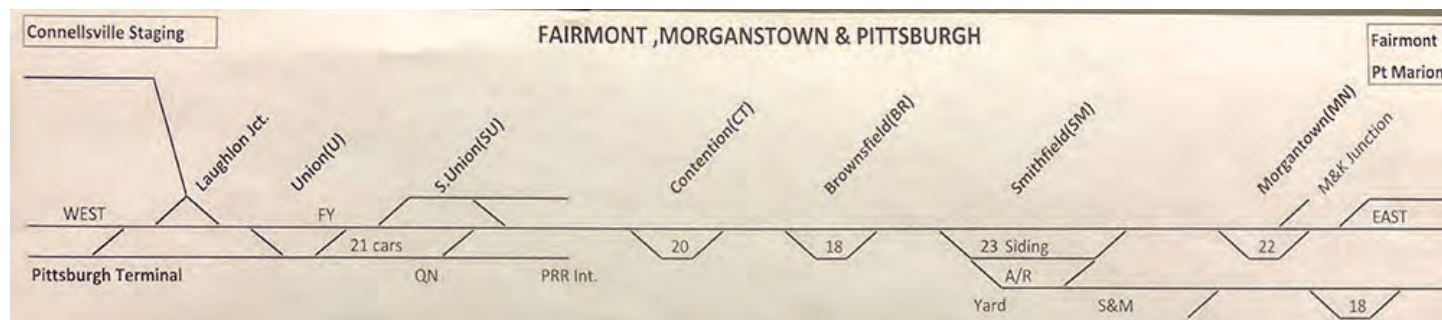 Connellsville Staging
FAIRMONT ,MORGANSTOWN & PITTSBURGH
Fairmont
Pt Marion
Laughlon Jct.
Union(U)
S.Union(SU)
Contention(CT)
Brownsfield(BR)
Smithfield(SM)
Morgantown(MN)
M&K Junction
WEST
FY
EAST
21 cars
20
18
23 Siding
22
Pittsburgh Terminal
QN
PRR Int.
A/R
Yard
S&M
18